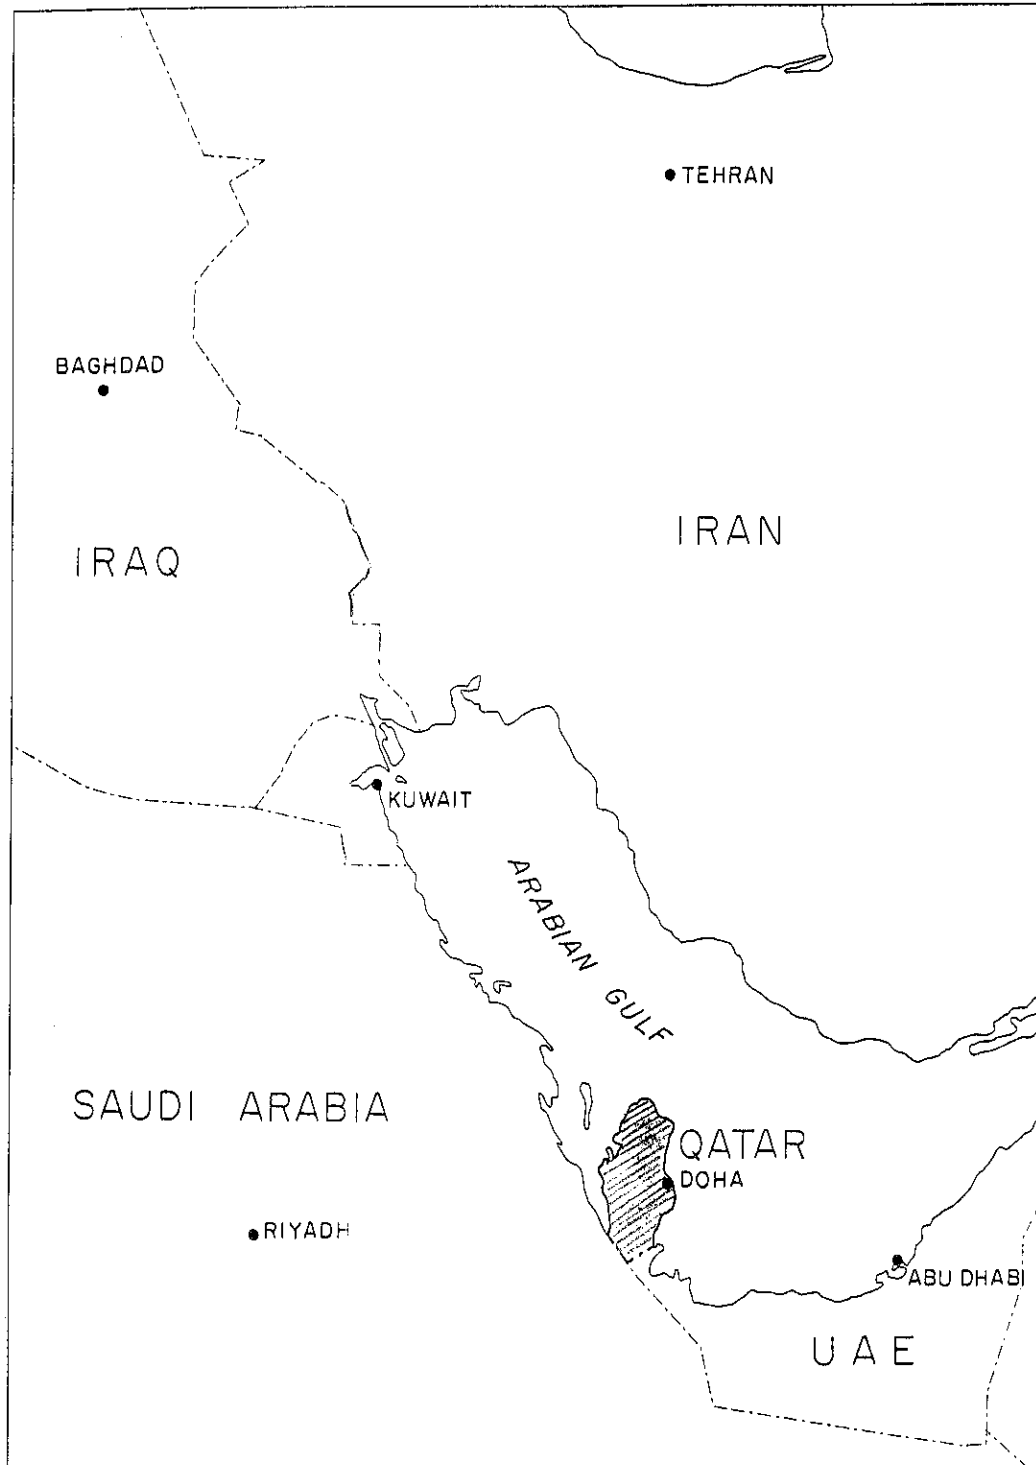 TEHRAN
BAGHDAD
IRAN
IRAQ
KUWAIT
ARABIAN GULF
SAUDI ARABIA
QATAR
DOHA
RIYADH
ABU DHABI
UAE